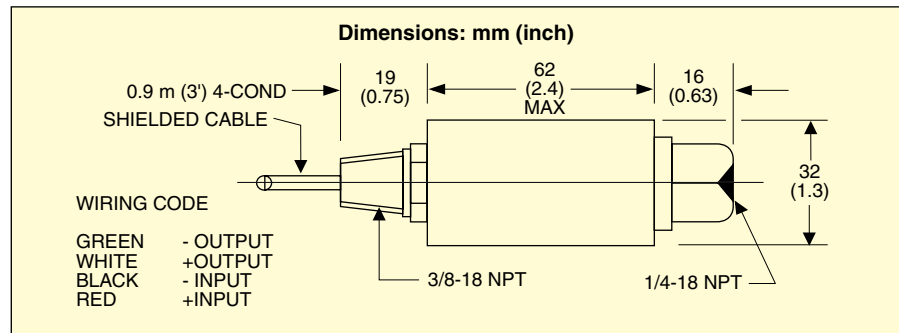 Dimensions: mm (inch)
0.9 m (3') 4-COND
SHIELDED CABLE
19
(0.75)
62
(2.4)
MAX
16
(0.63)
32
(1.3)
WIRING CODE
GREEN - OUTPUT
WHITE +OUTPUT
BLACK - INPUT
RED +INPUT
3/8-18 NPT
1/4-18 NPT